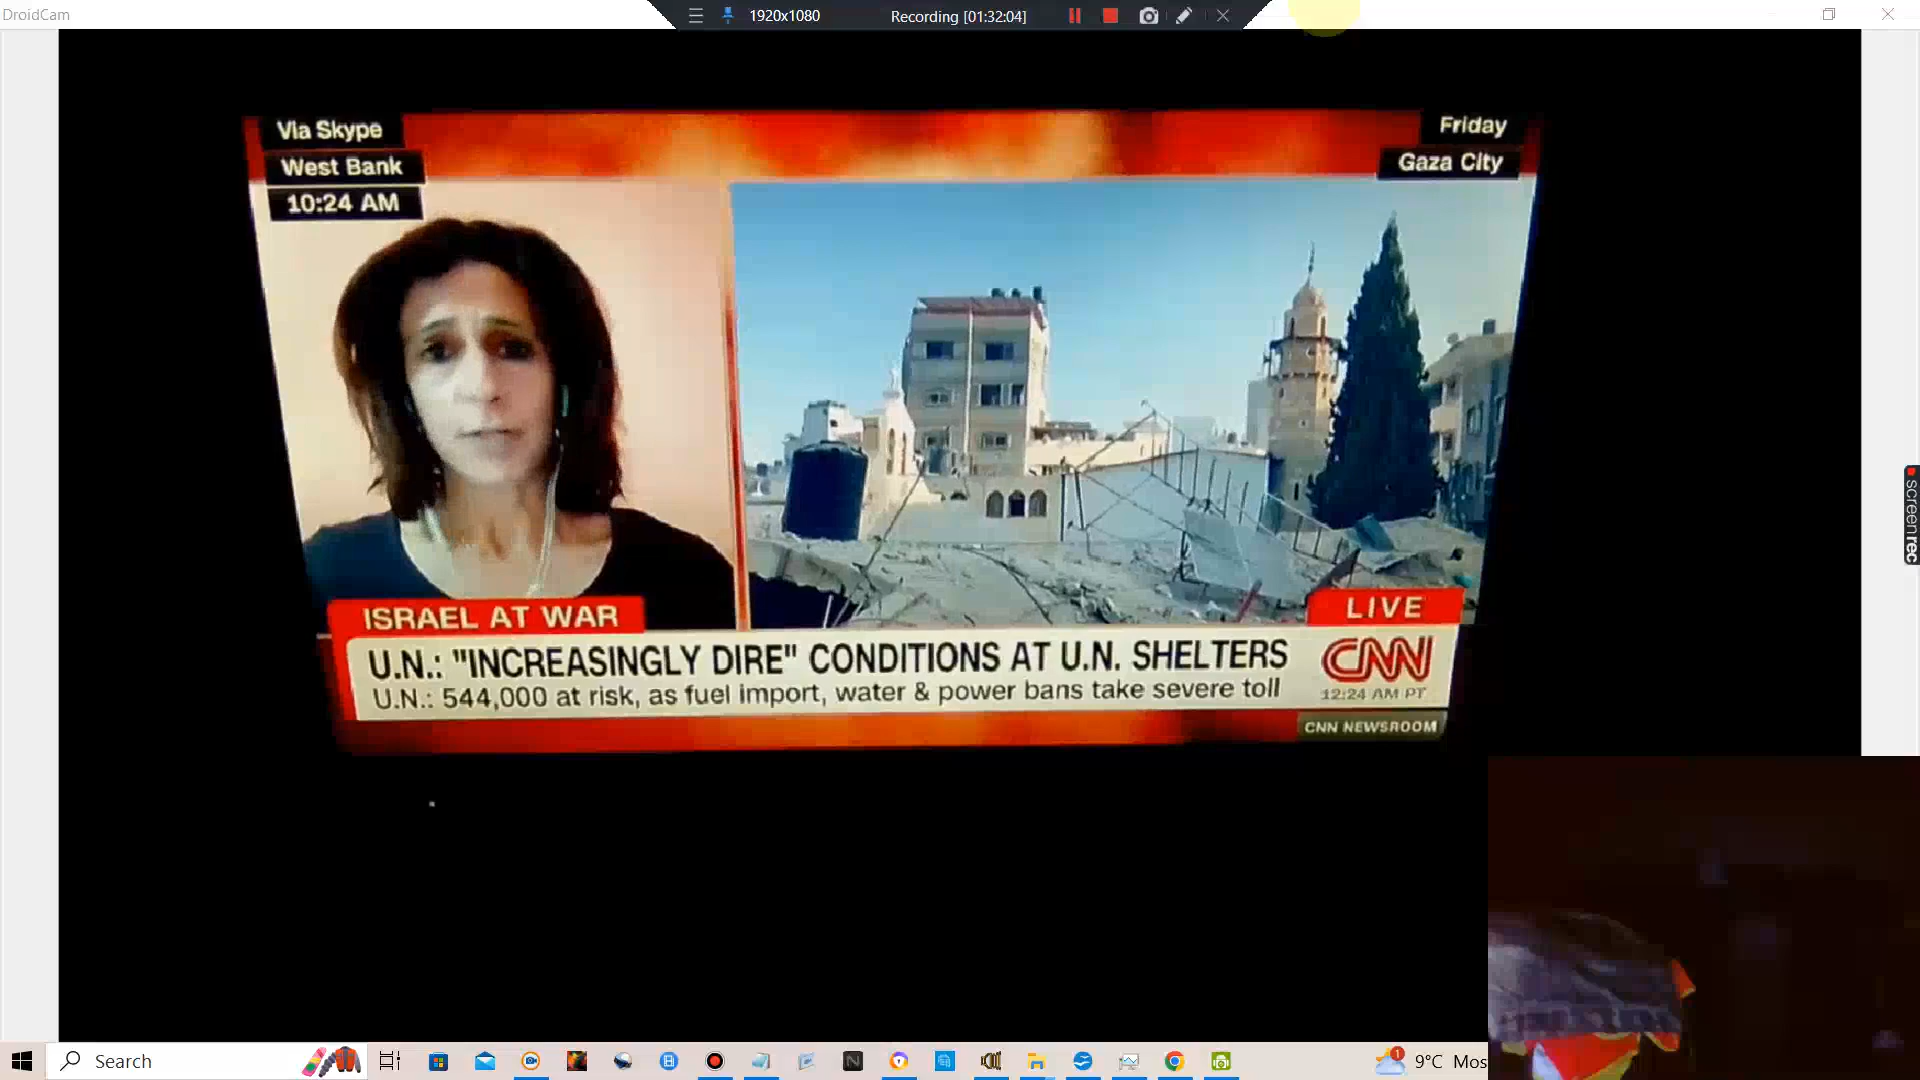 DroidCam
1920x1080
Recording [01:32:04]
Via Skype
West Bank
10:24 AM
Friday
Gaza City
ISRAEL AT WAR
LIVE
U.N.: "INCREASINGLY DIRE" CONDITIONS AT U.N. SHELTERS
U.N.: 544,000 at risk, as fuel import, water & power bans take severe toll
CNN
12:24 AM PT
CNN NEWSROOM
screenrec
Search
1
9°C Mos